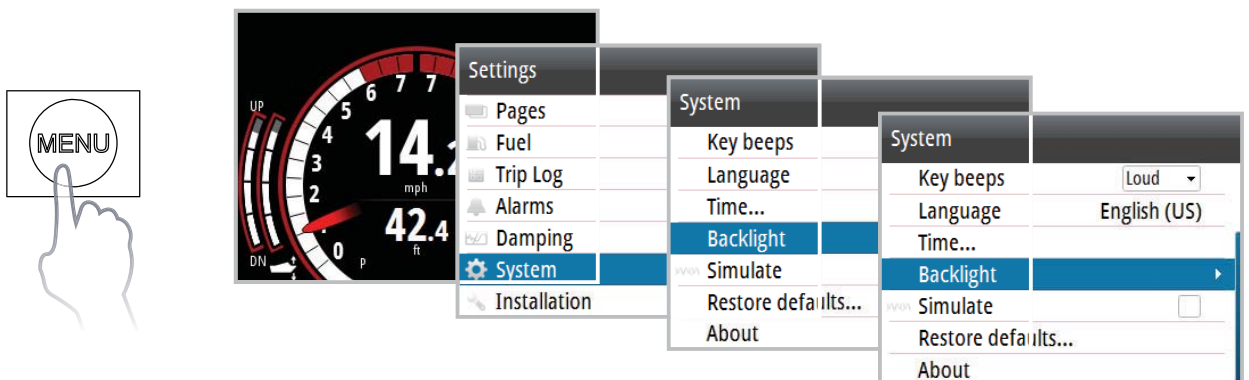 MENU
UP
DN
0
2
3
4
5
6
7
7
P
14.
mph
42.4
ft
Settings
Pages
Fuel
Trip Log
Alarms
Damping
System
Installation
System
Key beeps
Language
Time...
Backlight
Simulate
Restore defaults...
About
System
Key beeps Loud
Language English (US)
Time...
Backlight
Simulate
Restore defaults...
About